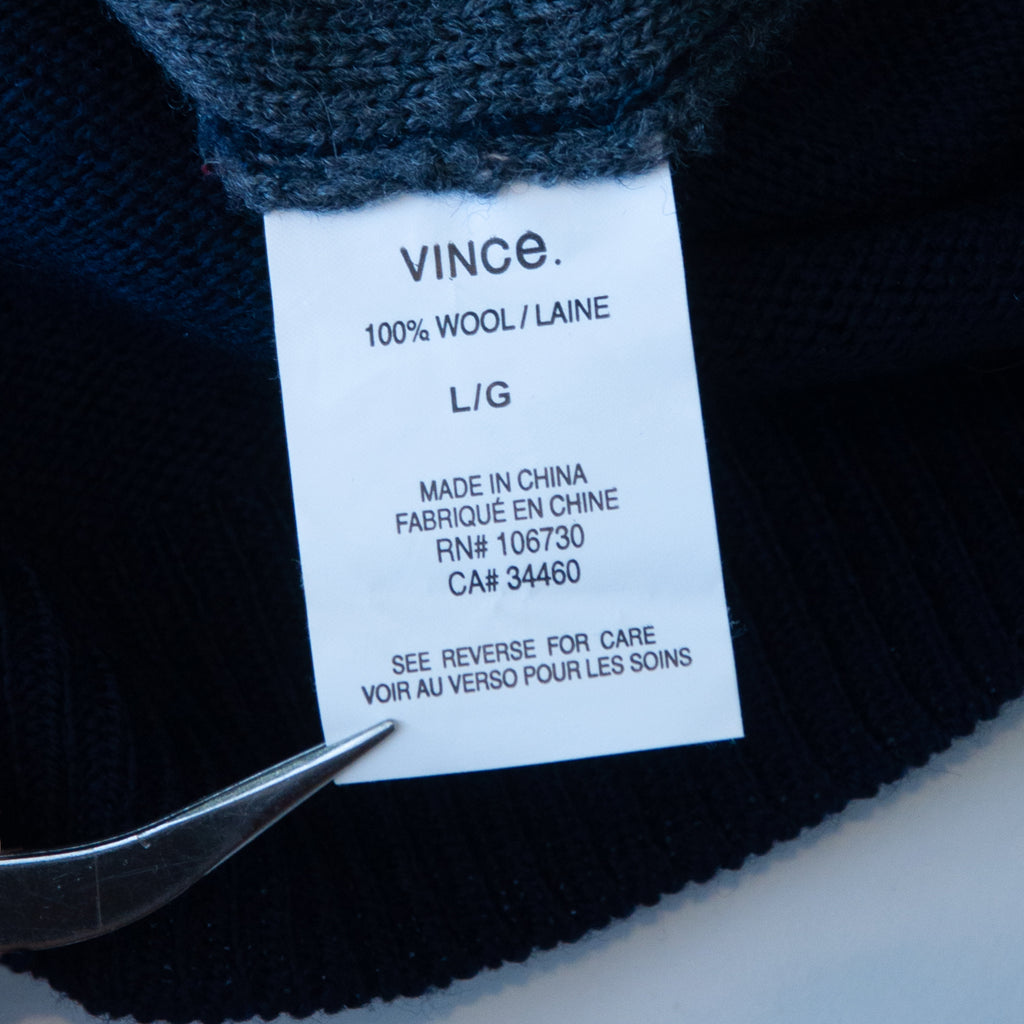 VINCe.
100% WOOL / LAINE
L/G
MADE IN CHINA
FABRIQUÉ EN CHINE
RN# 106730
CA# 34460
SEE REVERSE FOR CARE
VOIR AU VERSO POUR LES SOINS